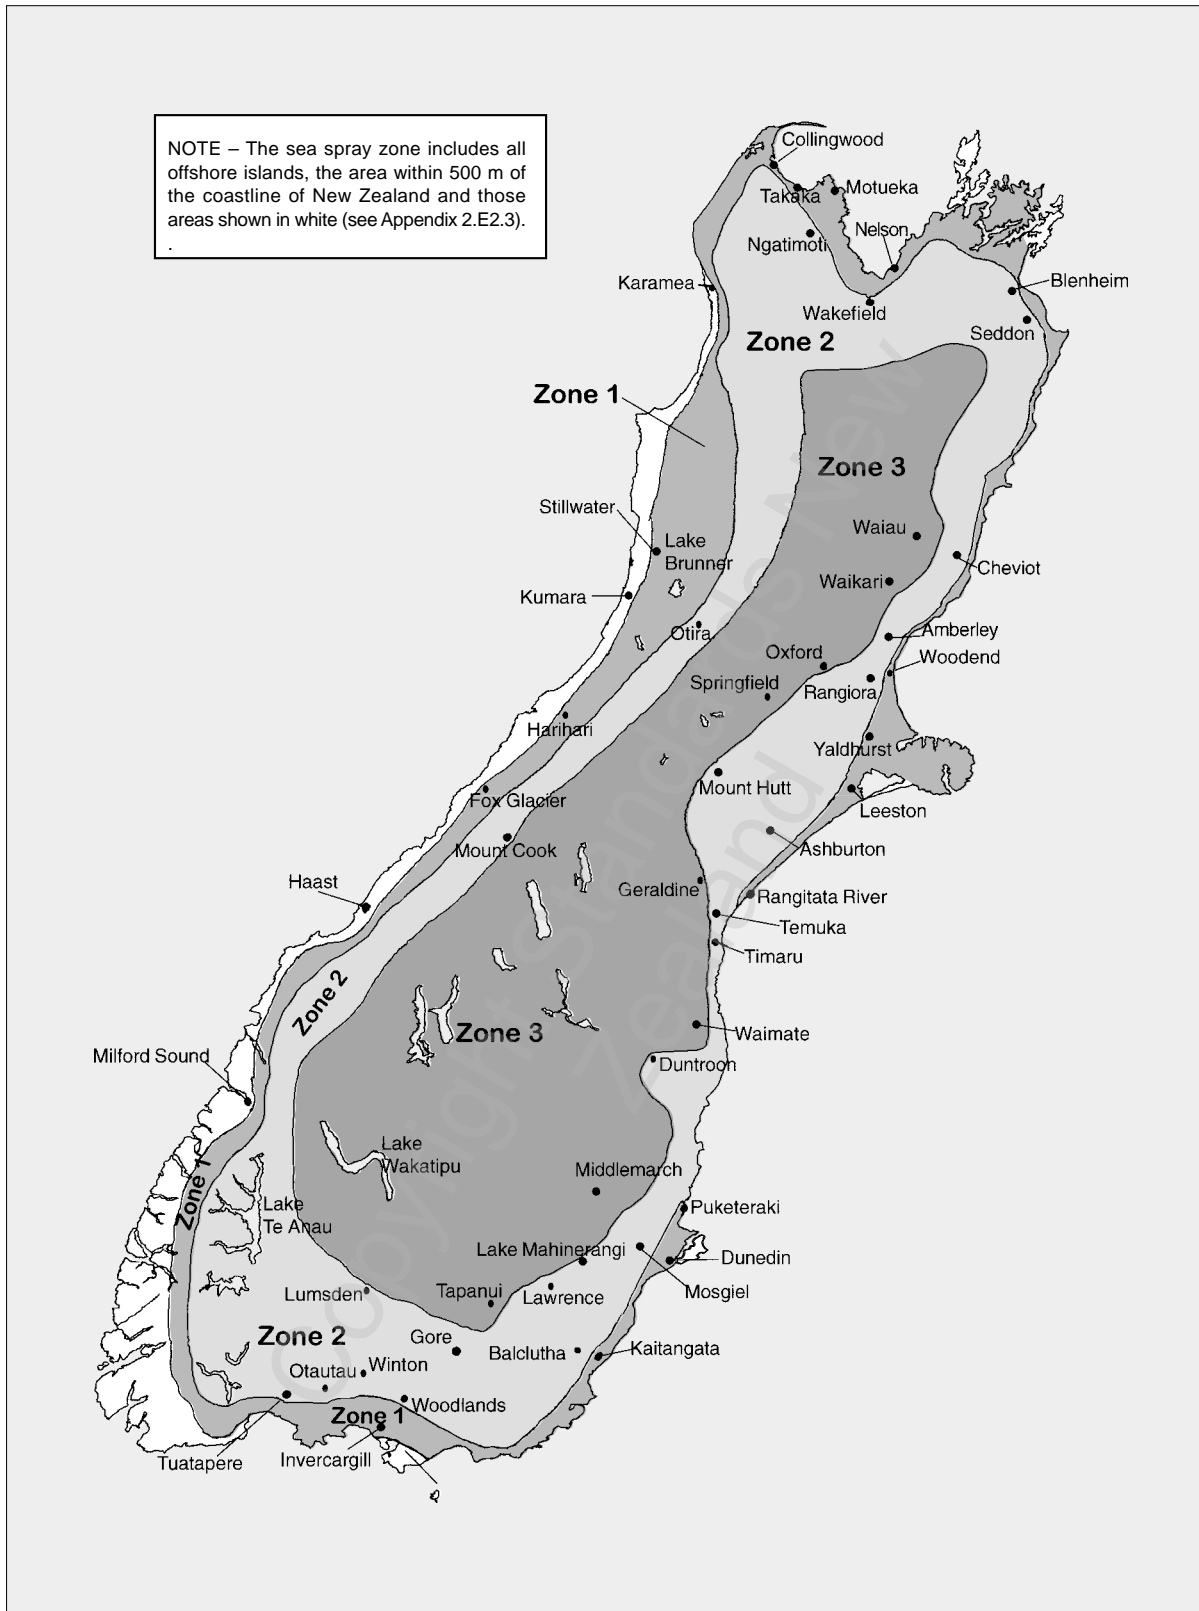 NOTE – The sea spray zone includes all
offshore islands, the area within 500 m of
the coastline of New Zealand and those
areas shown in white (see Appendix 2.E2.3).
.
Collingwood
Takaka
Motueka
Ngatimoti
Nelson
Karamea
Blenheim
Wakefield
Seddon
Zone 2
Zone 1
Zone 3
Stillwater
Waiau
Lake
Brunner
Cheviot
Waikari
Kumara
Otira
Amberley
Oxford
Woodend
Springfield
Rangiora
Harihari
Yaldhurst
Mount Hutt
Fox Glacier
Leeston
Mount Cook
Ashburton
Haast
Geraldine
Rangitata River
Temuka
Timaru
Zone 2
Zone 3
Waimate
Milford Sound
Duntroon
Lake
Wakatipu
Middlemarch
Zone 1
Lake
Te Anau
Puketeraki
Lake Mahinerangi
Dunedin
Lumsden
Tapanui
Lawrence
Mosgiel
Zone 2
Gore
Balclutha
Kaitangata
Otautau
Winton
Woodlands
Zone 1
Tuatapere
Invercargill
Copyright Standards New
Zealand